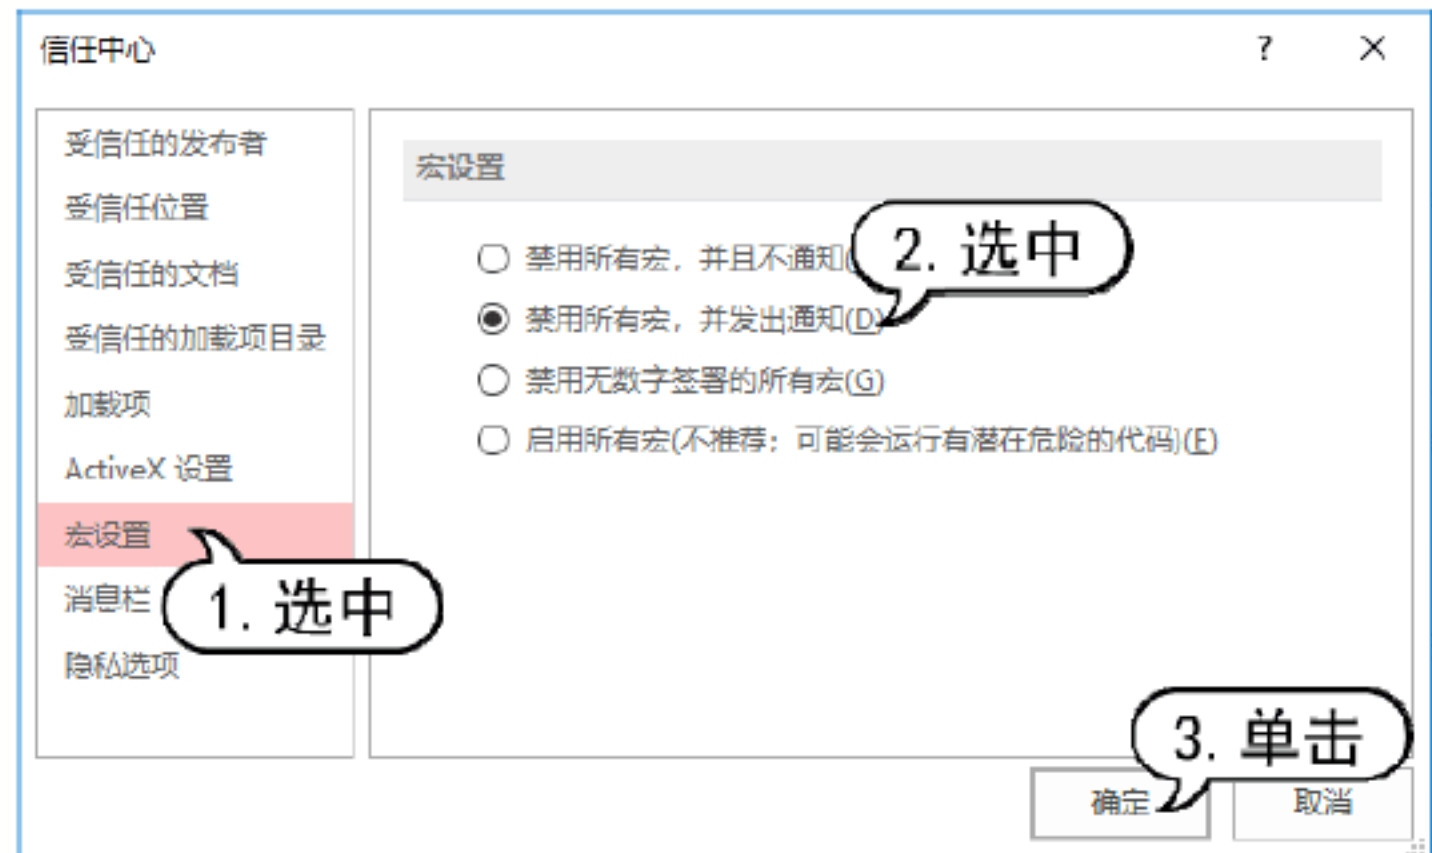 信任中心
?
×
受信任的发布者
受信任位置
受信任的文档
受信任的加载项目录
加载项
ActiveX 设置
宏设置
消息栏
隐私选项
1. 选中
宏设置
禁用所有宏，并且不通知(
2. 选中
禁用所有宏，并发出通知(D)
禁用无数字签署的所有宏(G)
启用所有宏(不推荐; 可能会运行有潜在危险的代码)(E)
3. 单击
确定
取消